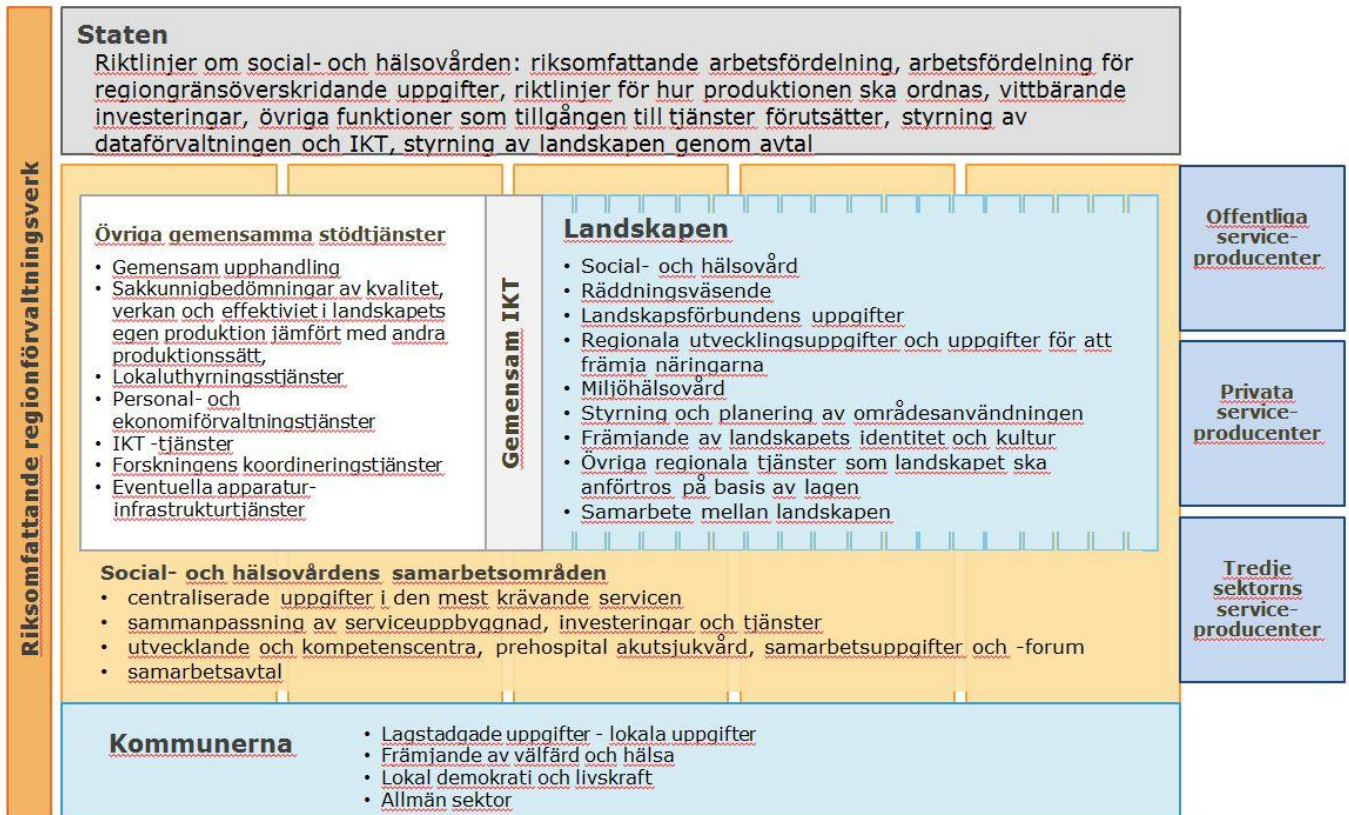 Riksomfattande regionförvaltningsverk
Staten
Riktlinjer om social- och hälsovården: riksomfattande arbetsfördelning, arbetsfördelning för
regiongränsöverskridande uppgifter, riktlinjer för hur produktionen ska ordnas, vittbärande
investeringar, övriga funktioner som tillgången till tjänster förutsätter, styrning av
dataförvaltningen och IKT, styrning av landskapen genom avtal
Övriga gemensamma stödtjänster
• Gemensam upphandling
• Sakkunnigbedömningar av kvalitet,
verkan och effektiviet i landskapets
egen produktion jämfört med andra
produktionssätt,
• Lokaluthyrningsstjänster
• Personal- och
ekonomiförvaltningstjänster
• IKT -tjänster
• Forskningens koordineringstjänster
• Eventuella apparatur-
infrastrukturtjänster
Gemensam IKT
Landskapen
• Social- och hälsovård
• Räddningsväsende
• Landskapsförbundens uppgifter
• Regionala utvecklingsuppgifter och uppgifter för att
främja näringarna
• Miljöhälsovård
• Styrning och planering av områdesanvändningen
• Främjande av landskapets identitet och kultur
• Övriga regionala tjänster som landskapet ska
anförtros på basis av lagen
• Samarbete mellan landskapen
Offentliga
service-
producenter
Privata
service-
producenter
Tredje
sektorns
service-
producenter
Social- och hälsovårdens samarbetsområden
• centraliserade uppgifter i den mest krävande servicen
• sammanpassning av serviceuppbyggnad, investeringar och tjänster
• utvecklande och kompetenscentra, prehospital akutsjukvård, samarbetsuppgifter och -forum
• samarbetsavtal
Kommunerna
• Lagstadgade uppgifter - lokala uppgifter
• Främjande av välfärd och hälsa
• Lokal demokrati och livskraft
• Allmän sektor